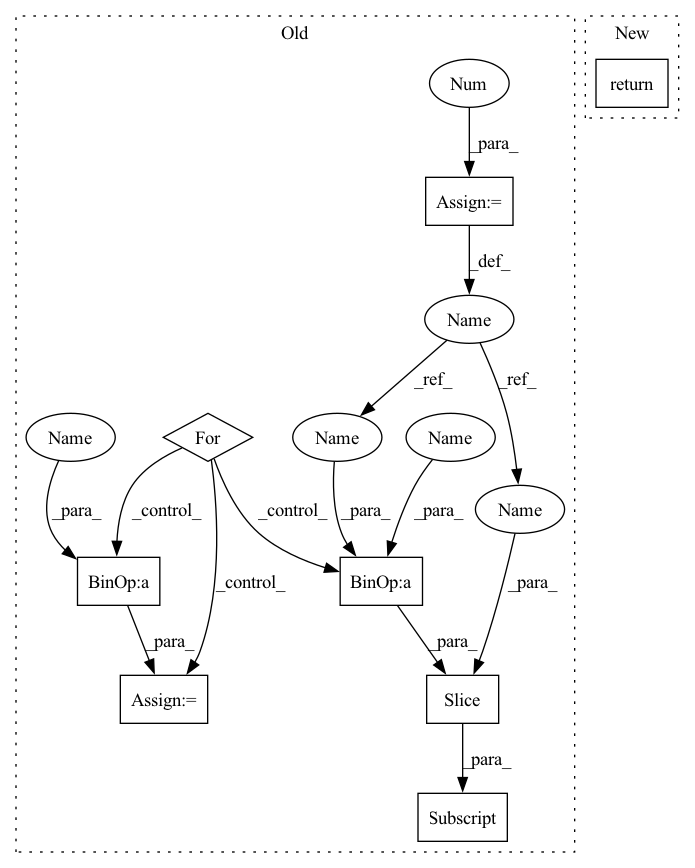 Old
New
Num
return
_para_
Assign:=
_def_
Name
_ref_
_ref_
Name
For
Name
Name
Name
_para_
_control_
_control_
_para_
_para_
BinOp:a
_control_
BinOp:a
_para_
_para_
_para_
Assign:=
Slice
_para_
Subscript